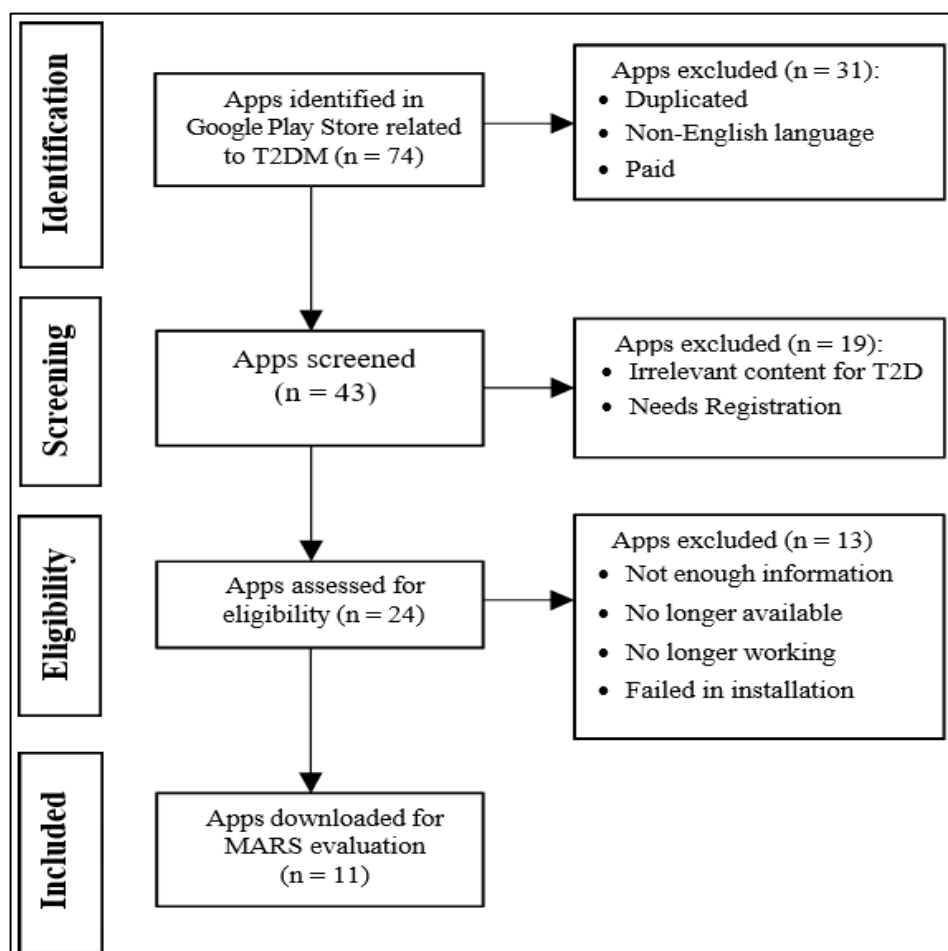 Identification
Apps identified in
Google Play Store related
to T2DM (n = 74)
Apps excluded (n = 31):
• Duplicated
• Non-English language
• Paid
Screening
Apps screened
(n = 43)
Apps excluded (n = 19):
• Irrelevant content for T2D
• Needs Registration
Eligibility
Apps assessed for
eligibility (n = 24)
Apps excluded (n = 13)
• Not enough information
• No longer available
• No longer working
• Failed in installation
Included
Apps downloaded for
MARS evaluation
(n = 11)